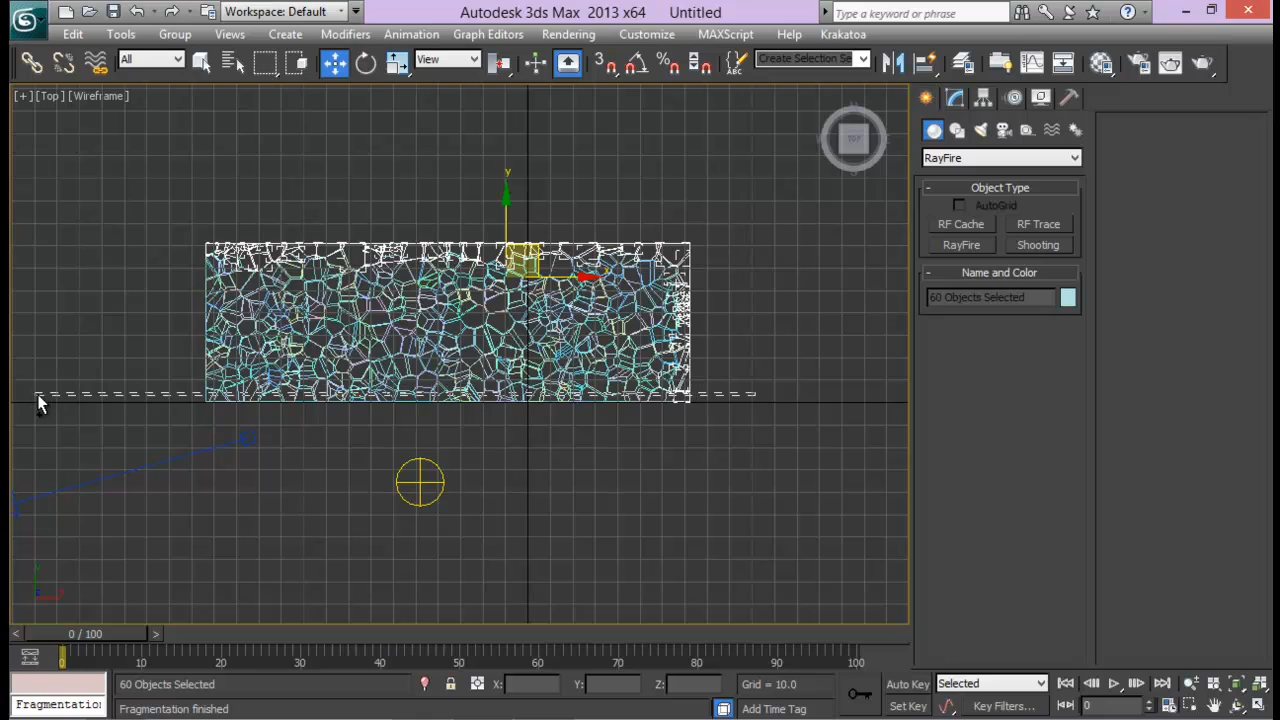 Workspace: Default
Autodesk 3ds Max 2013 x64 Untitled
Type a keyword or phrase
Edit Tools Group Views Create Modifiers Animation Graph Editors Rendering Customize MAXScript Help Krakatoa
All
View
3
%
ABC
Create Selection Se
[+] [Top] [Wireframe]
TOP
y
RayFire
- Object Type
AutoGrid
RF Cache RF Trace
RayFire Shooting
- Name and Color
60 Objects Selected
< 0 / 100 >
0 10 20 30 40 50 60 70 80 90 100
60 Objects Selected X: Y: Z: Grid = 10.0 Auto Key Selected
Fragmentatio Fragmentation finished Add Time Tag Set Key Key Filters... 0